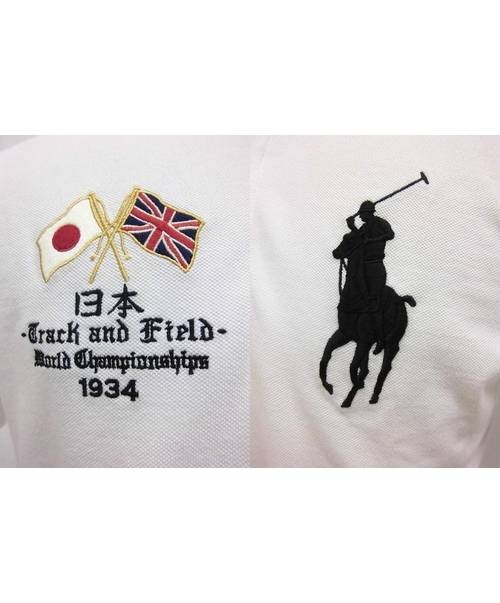 日本
-Track and Field-
World Championships
1934